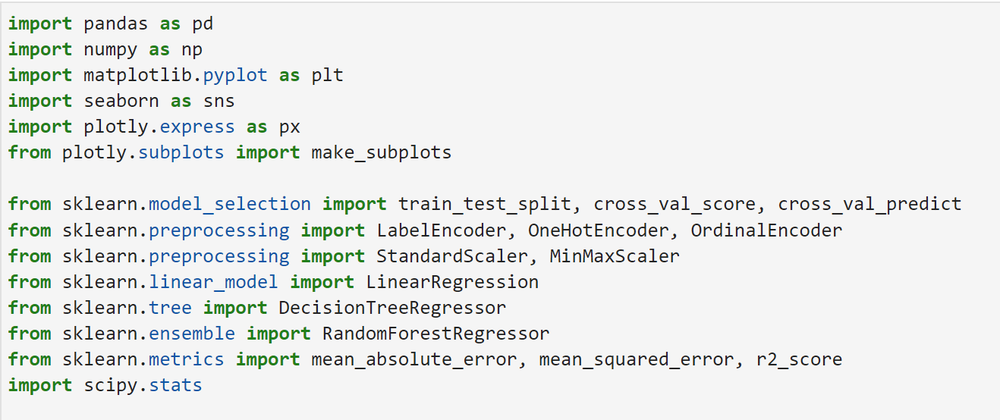 import pandas as pd
import numpy as np
import matplotlib.pyplot as plt
import seaborn as sns
import plotly.express as px
from plotly.subplots import make_subplots
from sklearn.model_selection import train_test_split, cross_val_score, cross_val_predict
from sklearn.preprocessing import LabelEncoder, OneHotEncoder, OrdinalEncoder
from sklearn.preprocessing import StandardScaler, MinMaxScaler
from sklearn.linear_model import LinearRegression
from sklearn.tree import DecisionTreeRegressor
from sklearn.ensemble import RandomForestRegressor
from sklearn.metrics import mean_absolute_error, mean_squared_error, r2_score
import scipy.stats